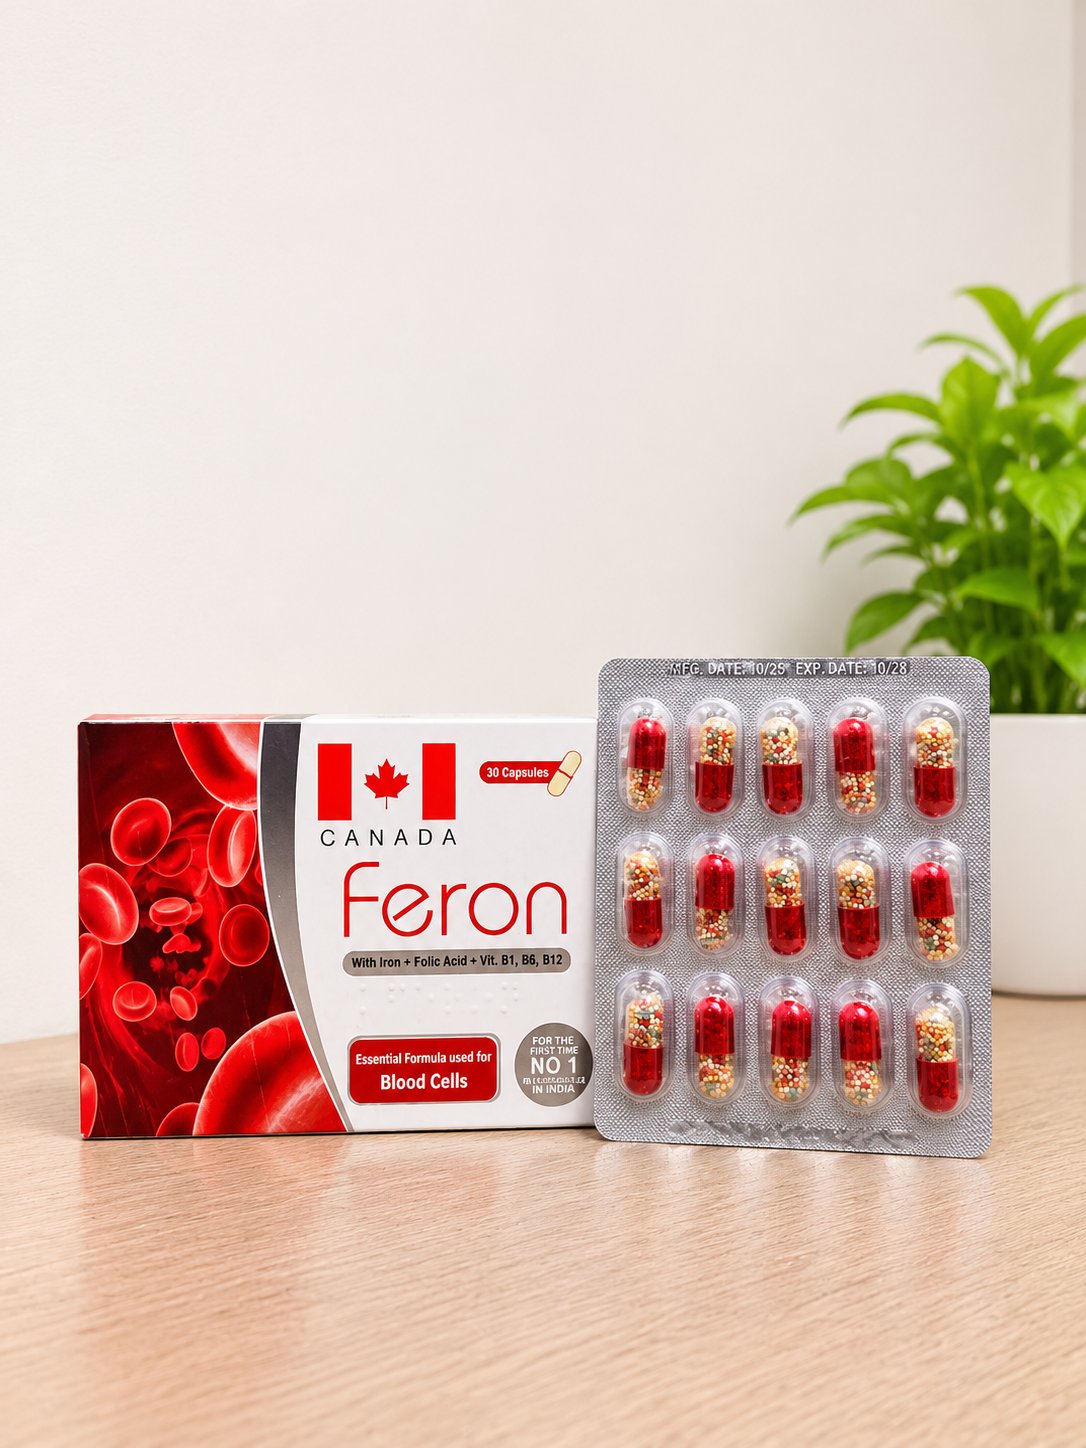 CANADA
30 Capsules
Feron
With Iron + Folic Acid + Vit. B1, B6, B12
Essential Formula used for
Blood Cells
FOR THE
FIRST TIME
NO 1
IN INDIA
MFG. DATE: 10/25 EXP. DATE: 10/28